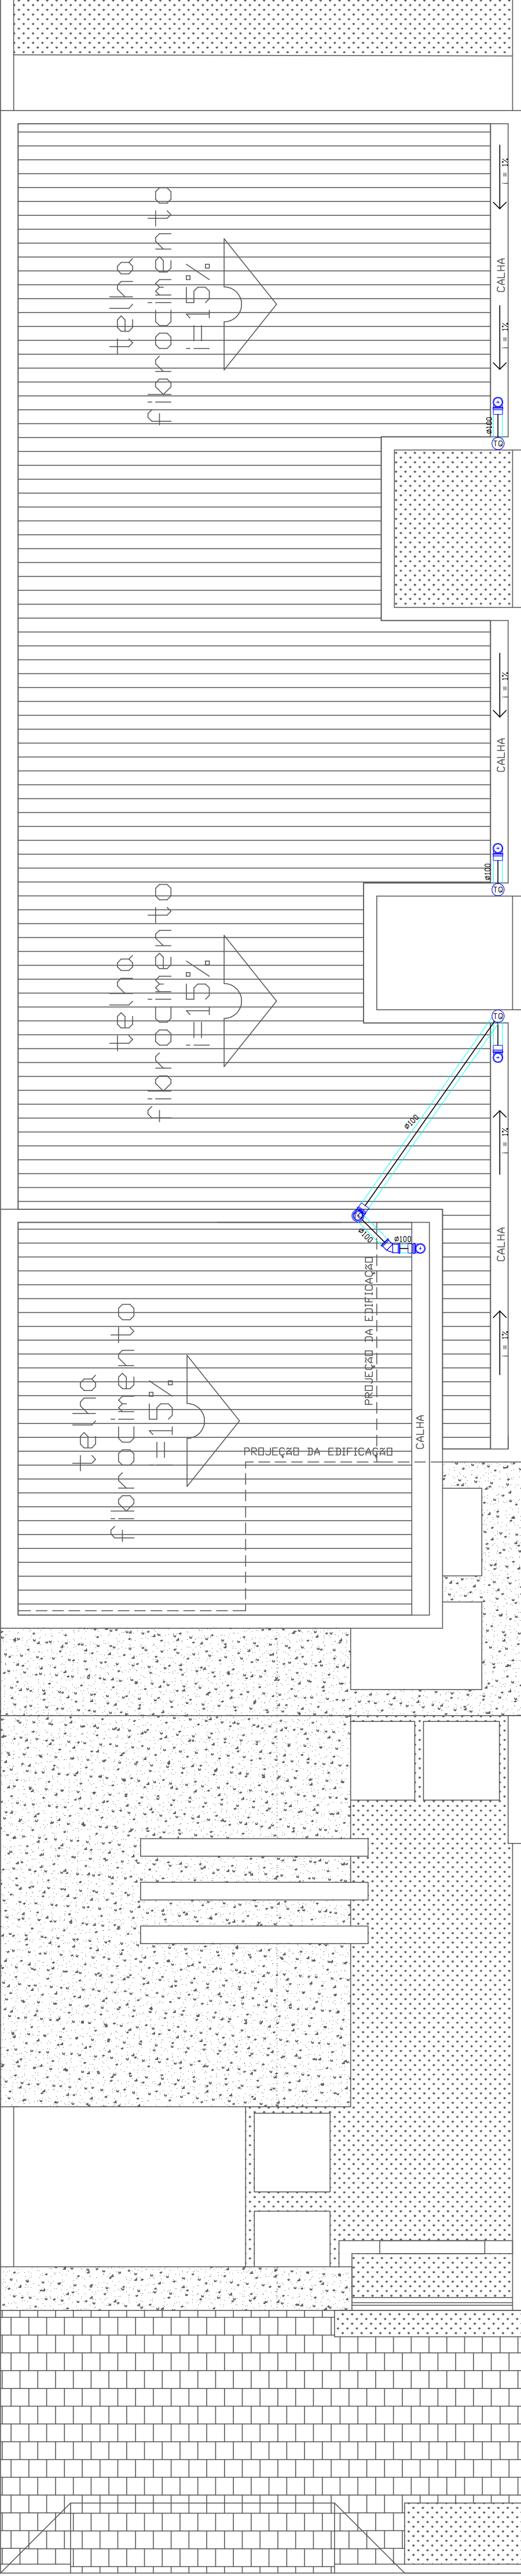 i = 1%
telha
fibrocimento
i=15%
CALHA
i = 1%
ø100
TQ
i = 1%
CALHA
ø100
TQ
telha
fibrocimento
i=15%
TQ
ø100
i = 1%
ø100
ø100
CALHA
PROJEÇÃO DA EDIFICAÇÃO
i = 1%
telha
fibrocimento
i=15%
CALHA
PROJEÇÃO DA EDIFICAÇÃO